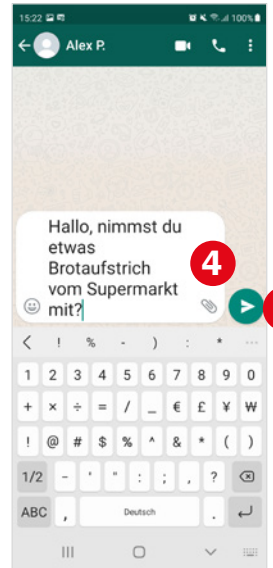 15:22 100%
Alex P.
Hallo, nimmst du
etwas
Brotaufstrich
vom Supermarkt
mit?
4
! % - ) : * ...
1 2 3 4 5 6 7 8 9 0
+ × ÷ = / _ € £ ¥ ₩
! @ # $ % ^ & * ( )
1/2 - ' " : ; , ?
ABC , Deutsch .